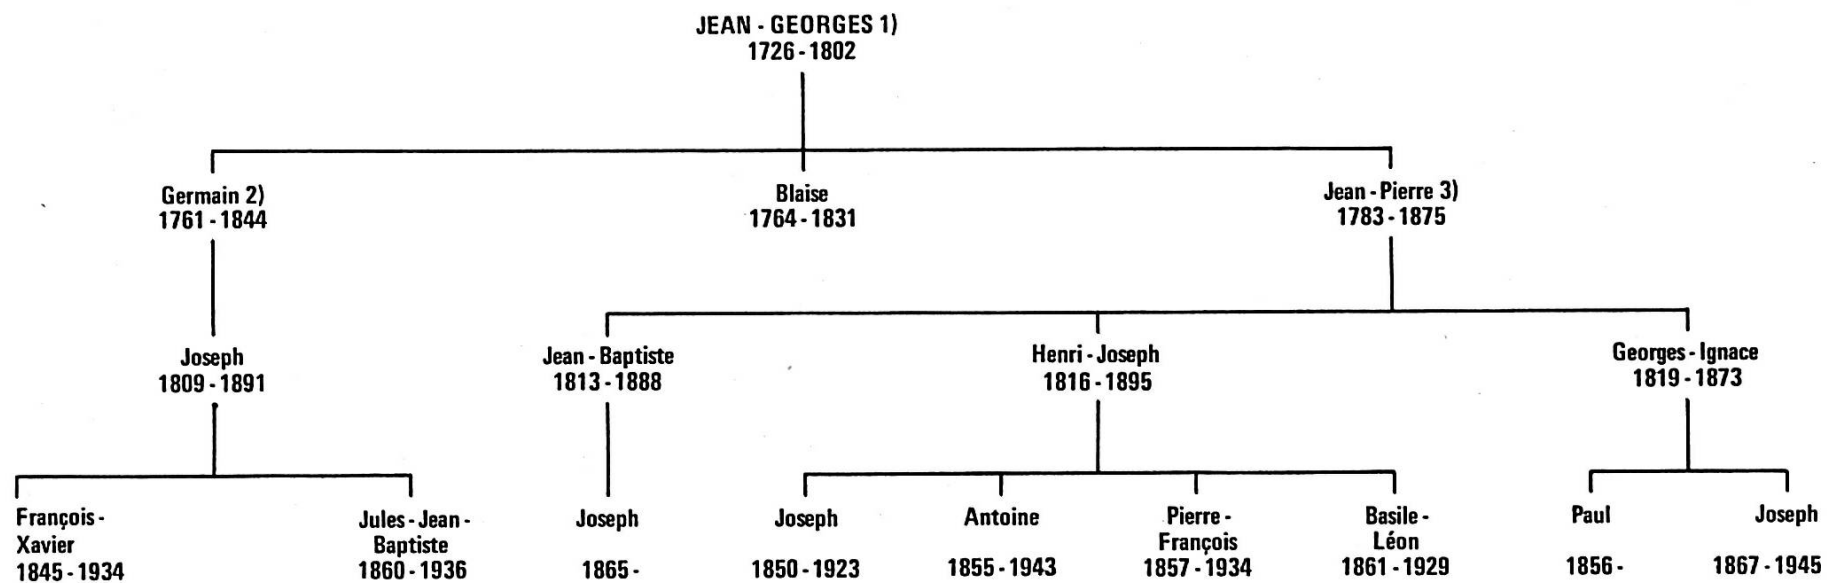 JEAN - GEORGES 1)
1726 - 1802
Germain 2)
1761 - 1844
Blaise
1764 - 1831
Jean - Pierre 3)
1783 - 1875
Joseph
1809 - 1891
Jean - Baptiste
1813 - 1888
Henri - Joseph
1816 - 1895
Georges - Ignace
1819 - 1873
François -
Xavier
1845 - 1934
Jules - Jean -
Baptiste
1860 - 1936
Joseph
1865 -
Joseph
1850 - 1923
Antoine
1855 - 1943
Pierre -
François
1857 - 1934
Basile -
Léon
1861 - 1929
Paul
1856 -
Joseph
1867 - 1945